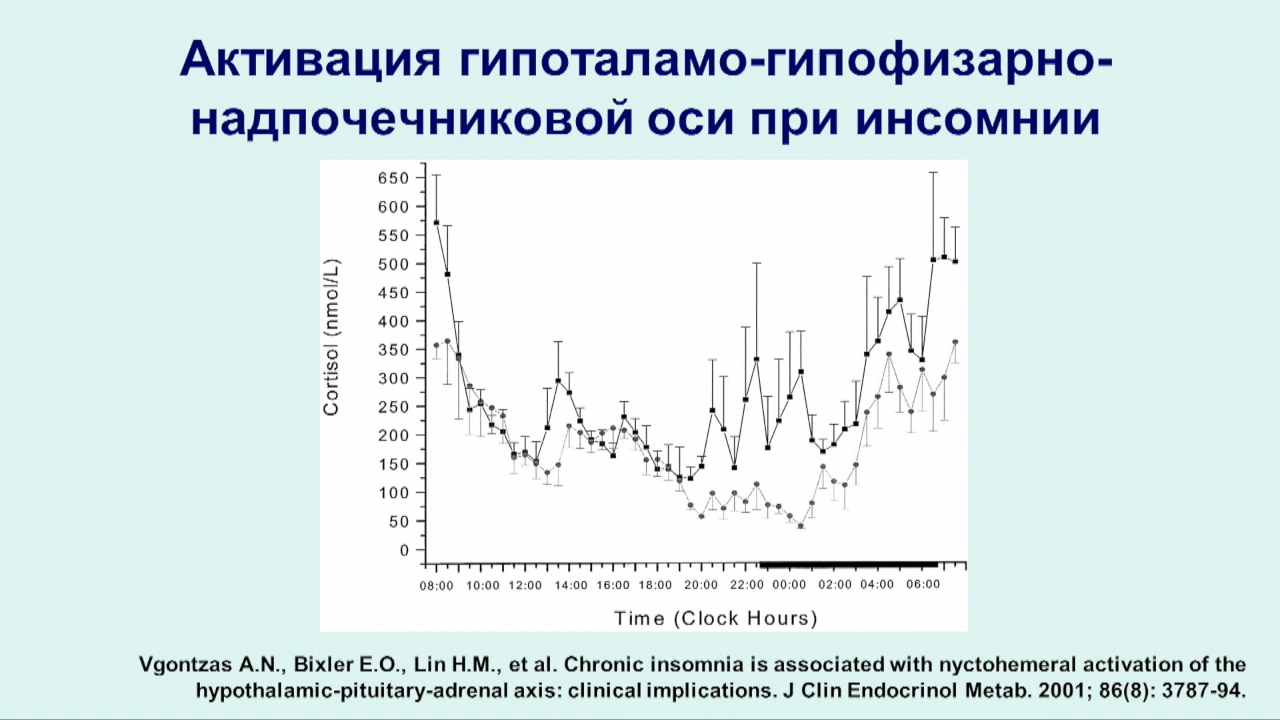 Активация гипоталамо-гипофизарно-
надпочечниковой оси при инсомнии
650
600
550
500
450
400
350
300
250
200
150
100
50
0
Cortisol (nmol/L)
08:00 10:00 12:00 14:00 16:00 18:00 20:00 22:00 00:00 02:00 04:00 06:00
Time (Clock Hours)
Vgontzas A.N., Bixler E.O., Lin H.M., et al. Chronic insomnia is associated with nyctohemeral activation of the
hypothalamic-pituitary-adrenal axis: clinical implications. J Clin Endocrinol Metab. 2001; 86(8): 3787-94.